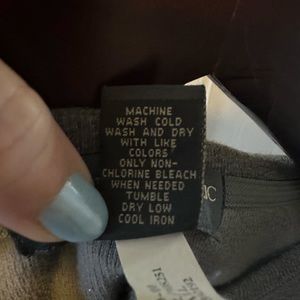 MACHINE
WASH COLD
WASH AND DRY
WITH LIKE
COLORS
ONLY NON-
CHLORINE BLEACH
WHEN NEEDED
TUMBLE
DRY LOW
COOL IRON